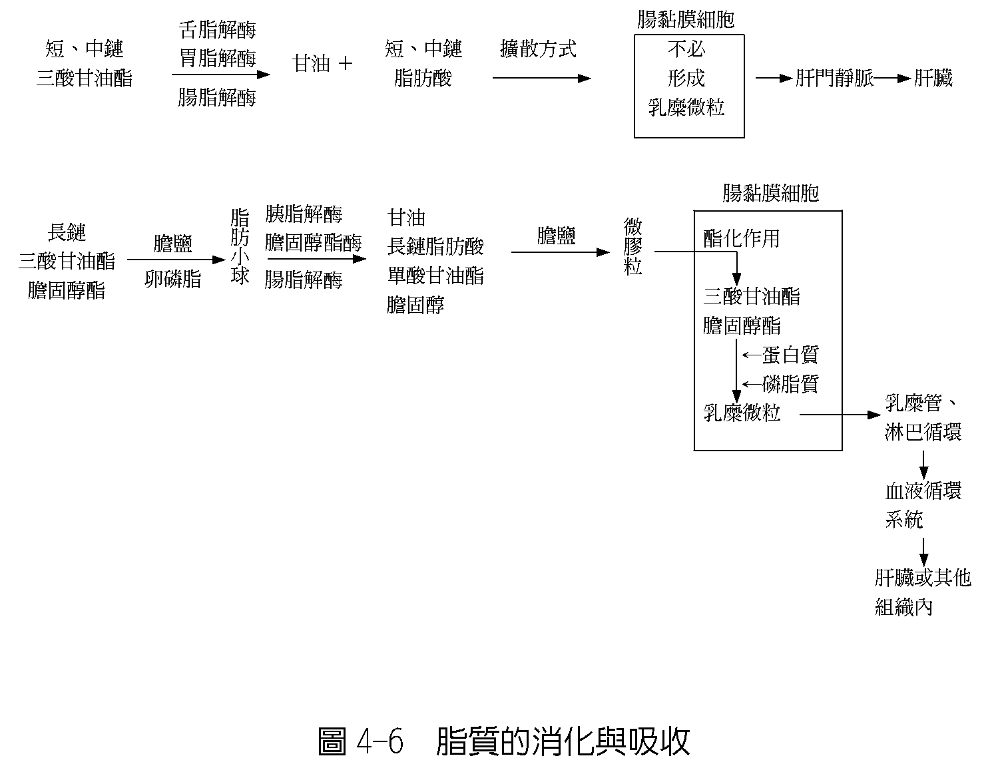 腸黏膜細胞
短、中鏈
三酸甘油酯
舌脂解酶
胃脂解酶
腸脂解酶
甘油 +
短、中鏈
脂肪酸
擴散方式
不必
形成
乳糜微粒
肝門靜脈
肝臟
腸黏膜細胞
長鏈
三酸甘油酯
膽固醇酯
膽鹽
卵磷脂
脂肪小球
胰脂解酶
膽固醇酯酶
腸脂解酶
甘油
長鏈脂肪酸
單酸甘油酯
膽固醇
膽鹽
微膠粒
酯化作用
三酸甘油酯
膽固醇酯
←蛋白質
←磷脂質
乳糜微粒
乳糜管、
淋巴循環
血液循環
系統
肝臟或其他
組織內
圖 4-6 脂質的消化與吸收